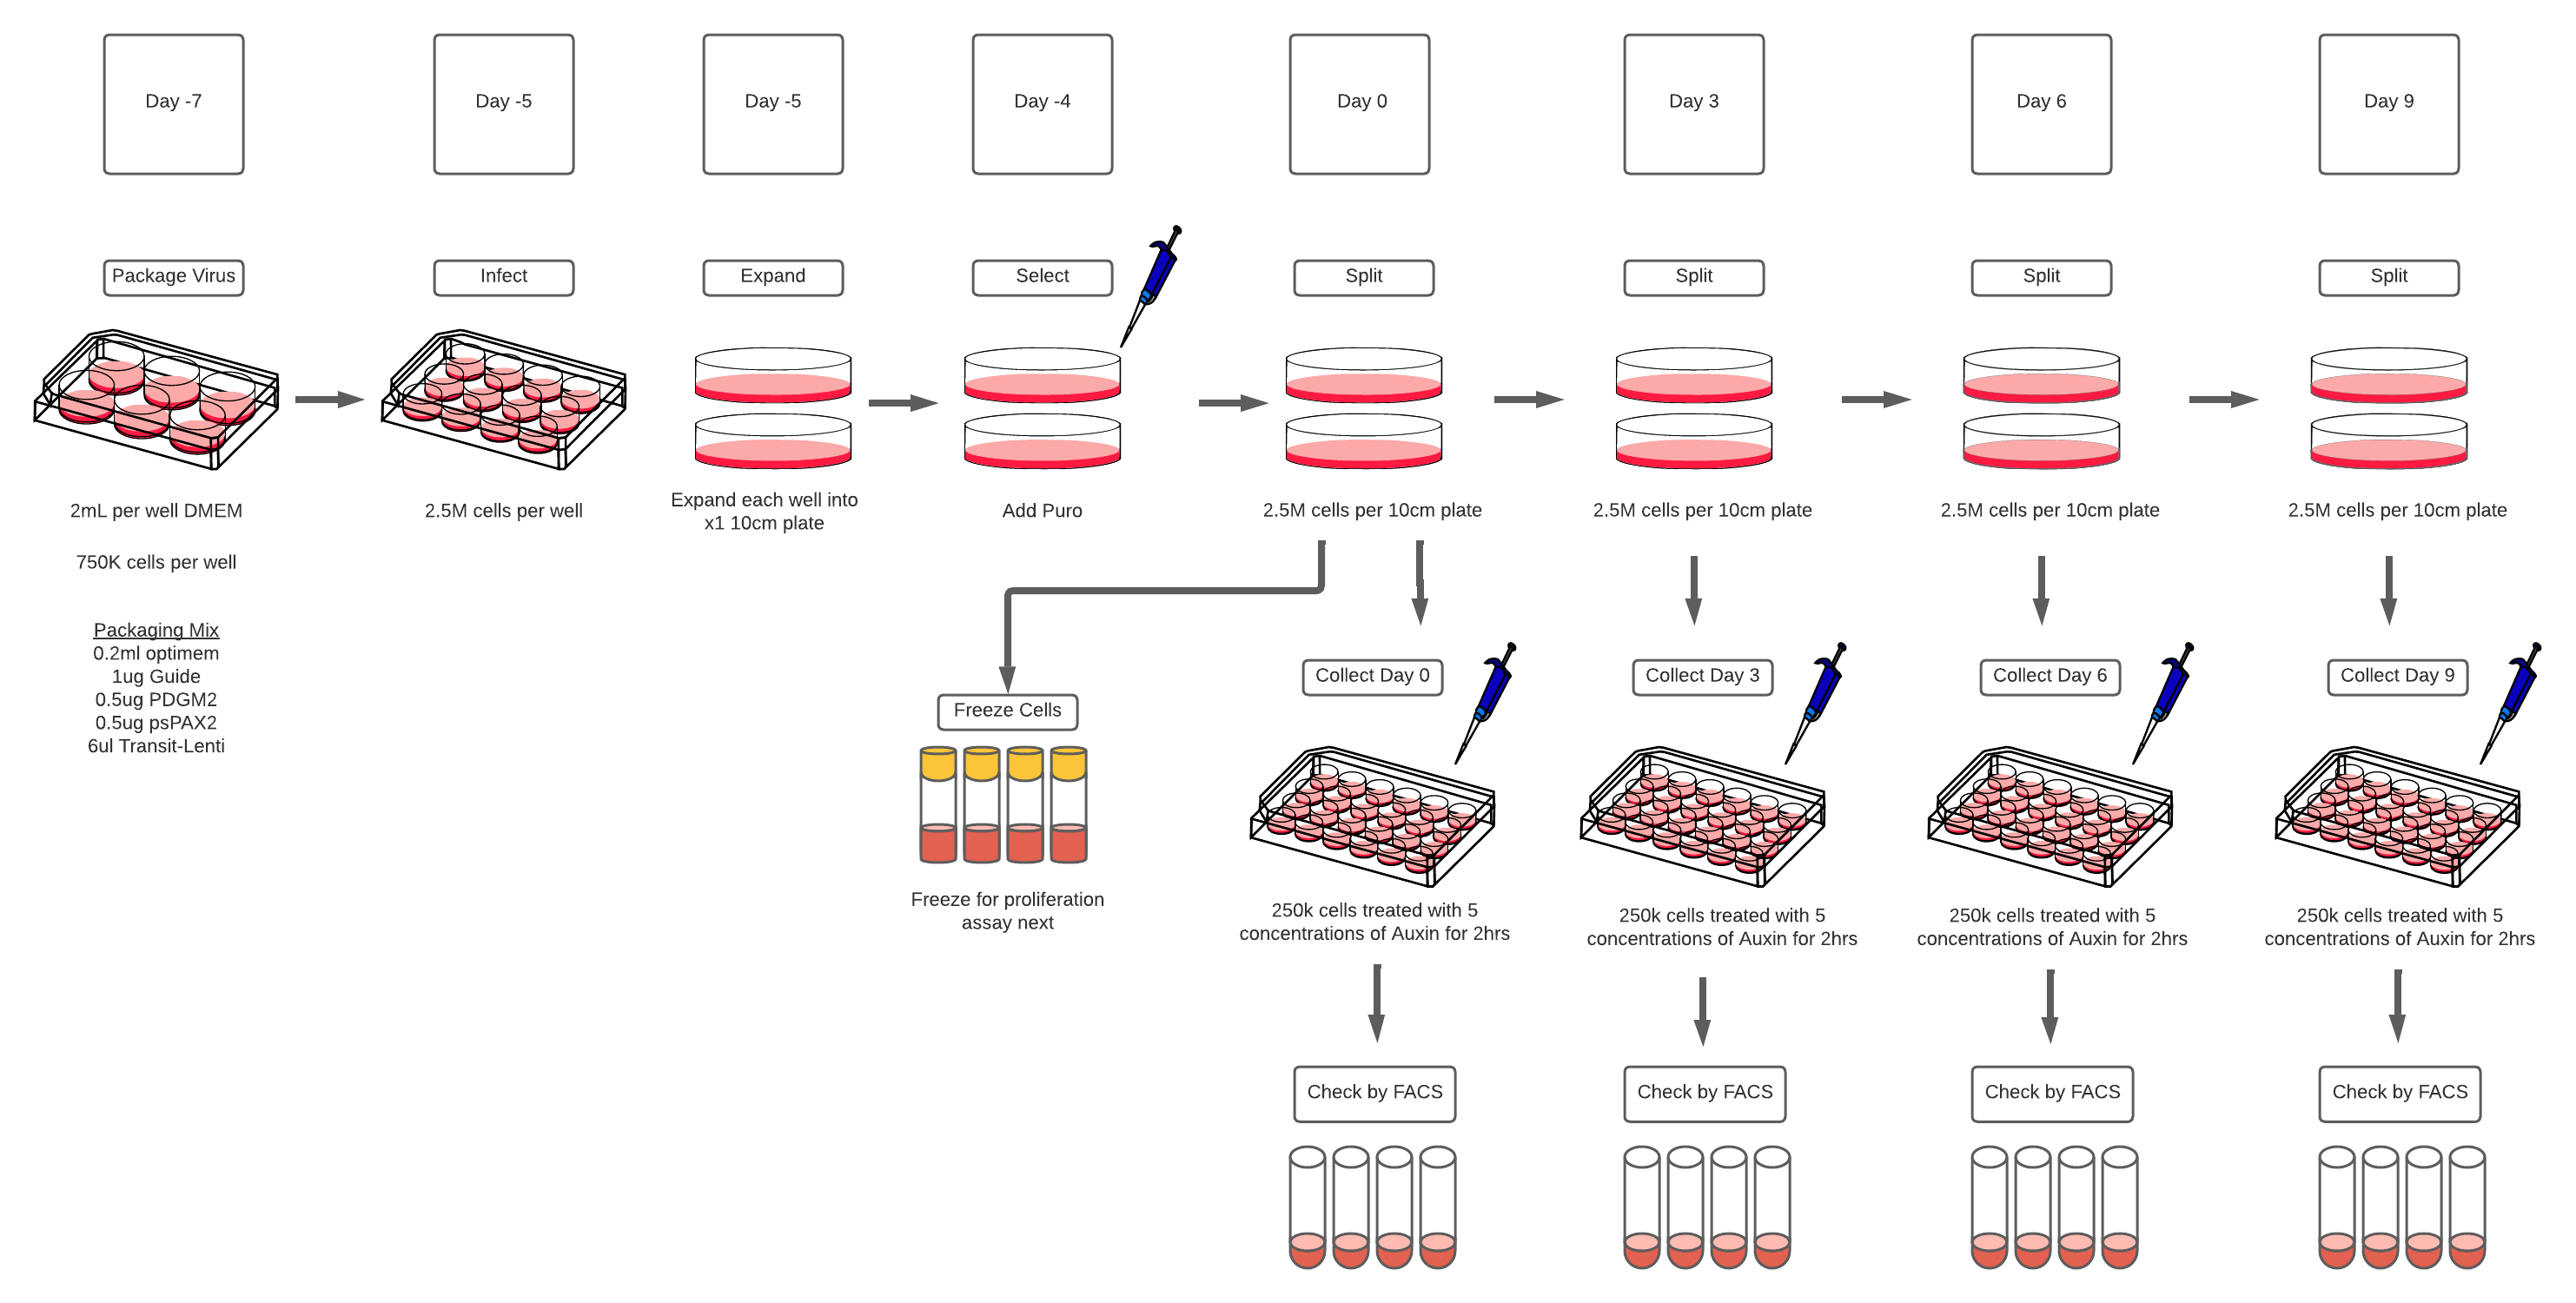 Day -7
Day -5
Day -5
Day -4
Day 0
Day 3
Day 6
Day 9
Package Virus
Infect
Expand
Select
Split
Split
Split
Split
2mL per well DMEM
750K cells per well
Packaging Mix
0.2ml optimem
1ug Guide
0.5ug PDGM2
0.5ug psPAX2
6ul Transit-Lenti
2.5M cells per well
Expand each well into
x1 10cm plate
Add Puro
2.5M cells per 10cm plate
2.5M cells per 10cm plate
2.5M cells per 10cm plate
2.5M cells per 10cm plate
Freeze Cells
Freeze for proliferation
assay next
Collect Day 0
Collect Day 3
Collect Day 6
Collect Day 9
250k cells treated with 5
concentrations of Auxin for 2hrs
250k cells treated with 5
concentrations of Auxin for 2hrs
250k cells treated with 5
concentrations of Auxin for 2hrs
250k cells treated with 5
concentrations of Auxin for 2hrs
Check by FACS
Check by FACS
Check by FACS
Check by FACS